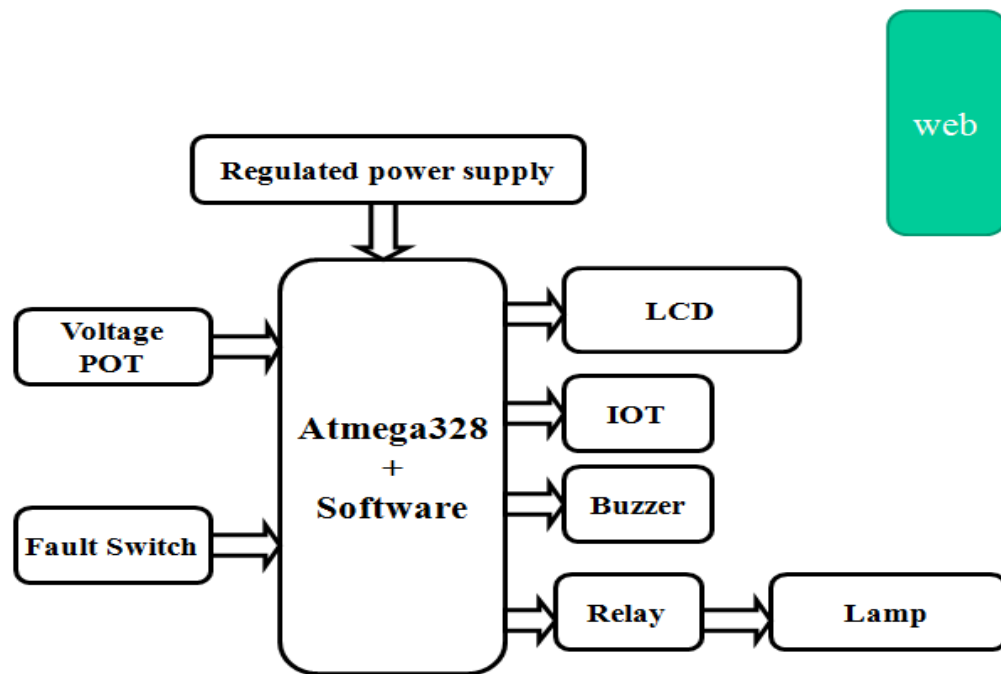 web
Regulated power supply
Voltage
POT
LCD
IOT
Atmega328
+
Software
Buzzer
Fault Switch
Relay
Lamp